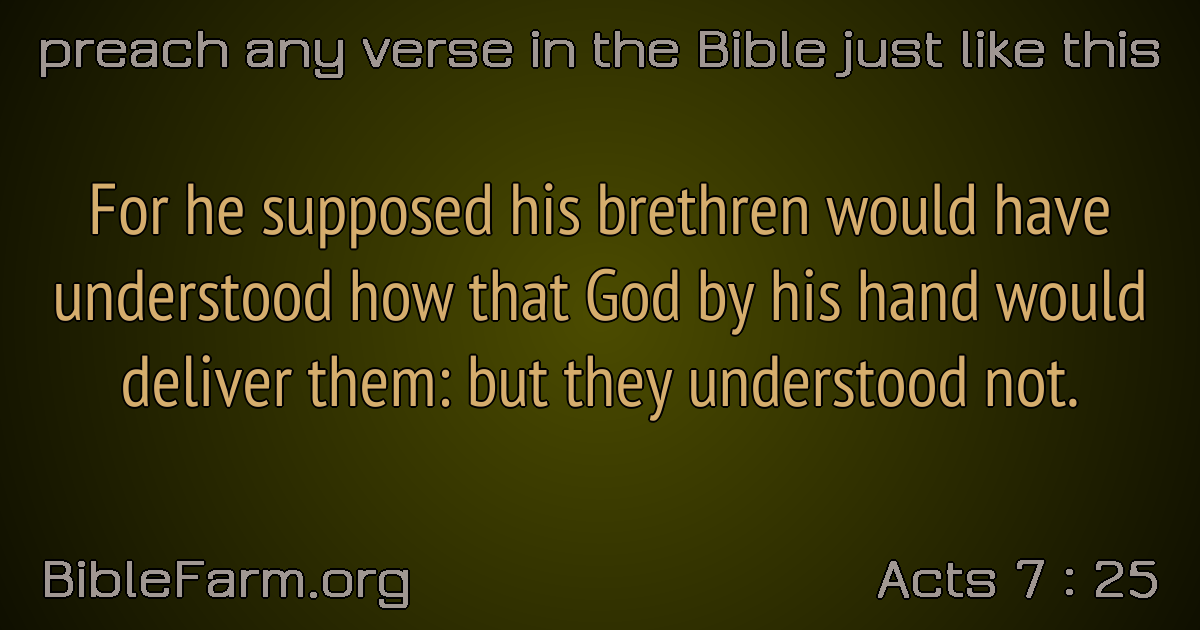 preach any verse in the Bible just like this
For he supposed his brethren would have
understood how that God by his hand would
deliver them: but they understood not.
BibleFarm.org
Acts 7 : 25